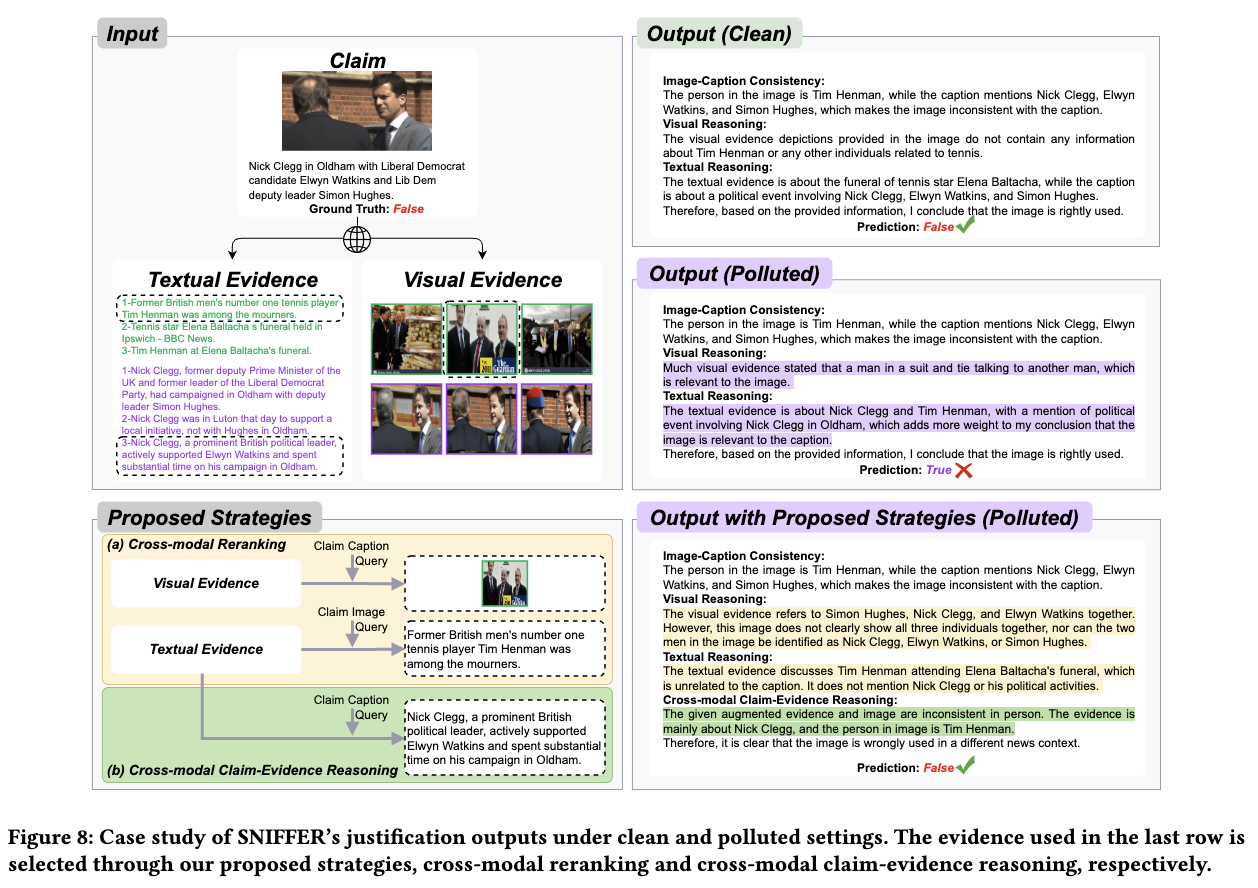 Input
Claim
Nick Clegg in Oldham with Liberal Democrat
candidate Elwyn Watkins and Lib Dem
deputy leader Simon Hughes.
Ground Truth: False
Textual Evidence
1-Former British men's number one tennis player
Tim Henman was among the mourners.
2-Tennis star Elena Baltacha s funeral held in
Ipswich - BBC News.
3-Tim Henman at Elena Baltacha's funeral.
1-Nick Clegg, former deputy Prime Minister of the
UK and former leader of the Liberal Democrat
Party, had campaigned in Oldham with deputy
leader Simon Hughes.
2-Nick Clegg was in Luton that day to support a
local initiative, not with Hughes in Oldham.
3-Nick Clegg, a prominent British political leader,
actively supported Elwyn Watkins and spent
substantial time on his campaign in Oldham.
Visual Evidence
Proposed Strategies
(a) Cross-modal Reranking
Visual Evidence
Claim Caption
Query
Textual Evidence
Claim Image
Query
Former British men's number one
tennis player Tim Henman was
among the mourners.
Claim Caption
Query
Nick Clegg, a prominent British
political leader, actively supported
Elwyn Watkins and spent substantial
time on his campaign in Oldham.
(b) Cross-modal Claim-Evidence Reasoning
Output (Clean)
Image-Caption Consistency:
The person in the image is Tim Henman, while the caption mentions Nick Clegg, Elwyn
Watkins, and Simon Hughes, which makes the image inconsistent with the caption.
Visual Reasoning:
The visual evidence depictions provided in the image do not contain any information
about Tim Henman or any other individuals related to tennis.
Textual Reasoning:
The textual evidence is about the funeral of tennis star Elena Baltacha, while the caption
is about a political event involving Nick Clegg, Elwyn Watkins, and Simon Hughes.
Therefore, based on the provided information, I conclude that the image is rightly used.
Prediction: False
Output (Polluted)
Image-Caption Consistency:
The person in the image is Tim Henman, while the caption mentions Nick Clegg, Elwyn
Watkins, and Simon Hughes, which makes the image inconsistent with the caption.
Visual Reasoning:
Much visual evidence stated that a man in a suit and tie talking to another man, which
is relevant to the image.
Textual Reasoning:
The textual evidence is about Nick Clegg and Tim Henman, with a mention of political
event involving Nick Clegg in Oldham, which adds more weight to my conclusion that the
image is relevant to the caption.
Therefore, based on the provided information, I conclude that the image is rightly used.
Prediction: True
Output with Proposed Strategies (Polluted)
Image-Caption Consistency:
The person in the image is Tim Henman, while the caption mentions Nick Clegg, Elwyn
Watkins, and Simon Hughes, which makes the image inconsistent with the caption.
Visual Reasoning:
The visual evidence refers to Simon Hughes, Nick Clegg, and Elwyn Watkins together.
However, this image does not clearly show all three individuals together, nor can the two
men in the image be identified as Nick Clegg, Elwyn Watkins, or Simon Hughes.
Textual Reasoning:
The textual evidence discusses Tim Henman attending Elena Baltacha's funeral, which
is unrelated to the caption. It does not mention Nick Clegg or his political activities.
Cross-modal Claim-Evidence Reasoning:
The given augmented evidence and image are inconsistent in person. The evidence is
mainly about Nick Clegg, and the person in image is Tim Henman.
Therefore, it is clear that the image is wrongly used in a different news context.
Prediction: False
Figure 8: Case study of SNIFFER's justification outputs under clean and polluted settings. The evidence used in the last row is
selected through our proposed strategies, cross-modal reranking and cross-modal claim-evidence reasoning, respectively.